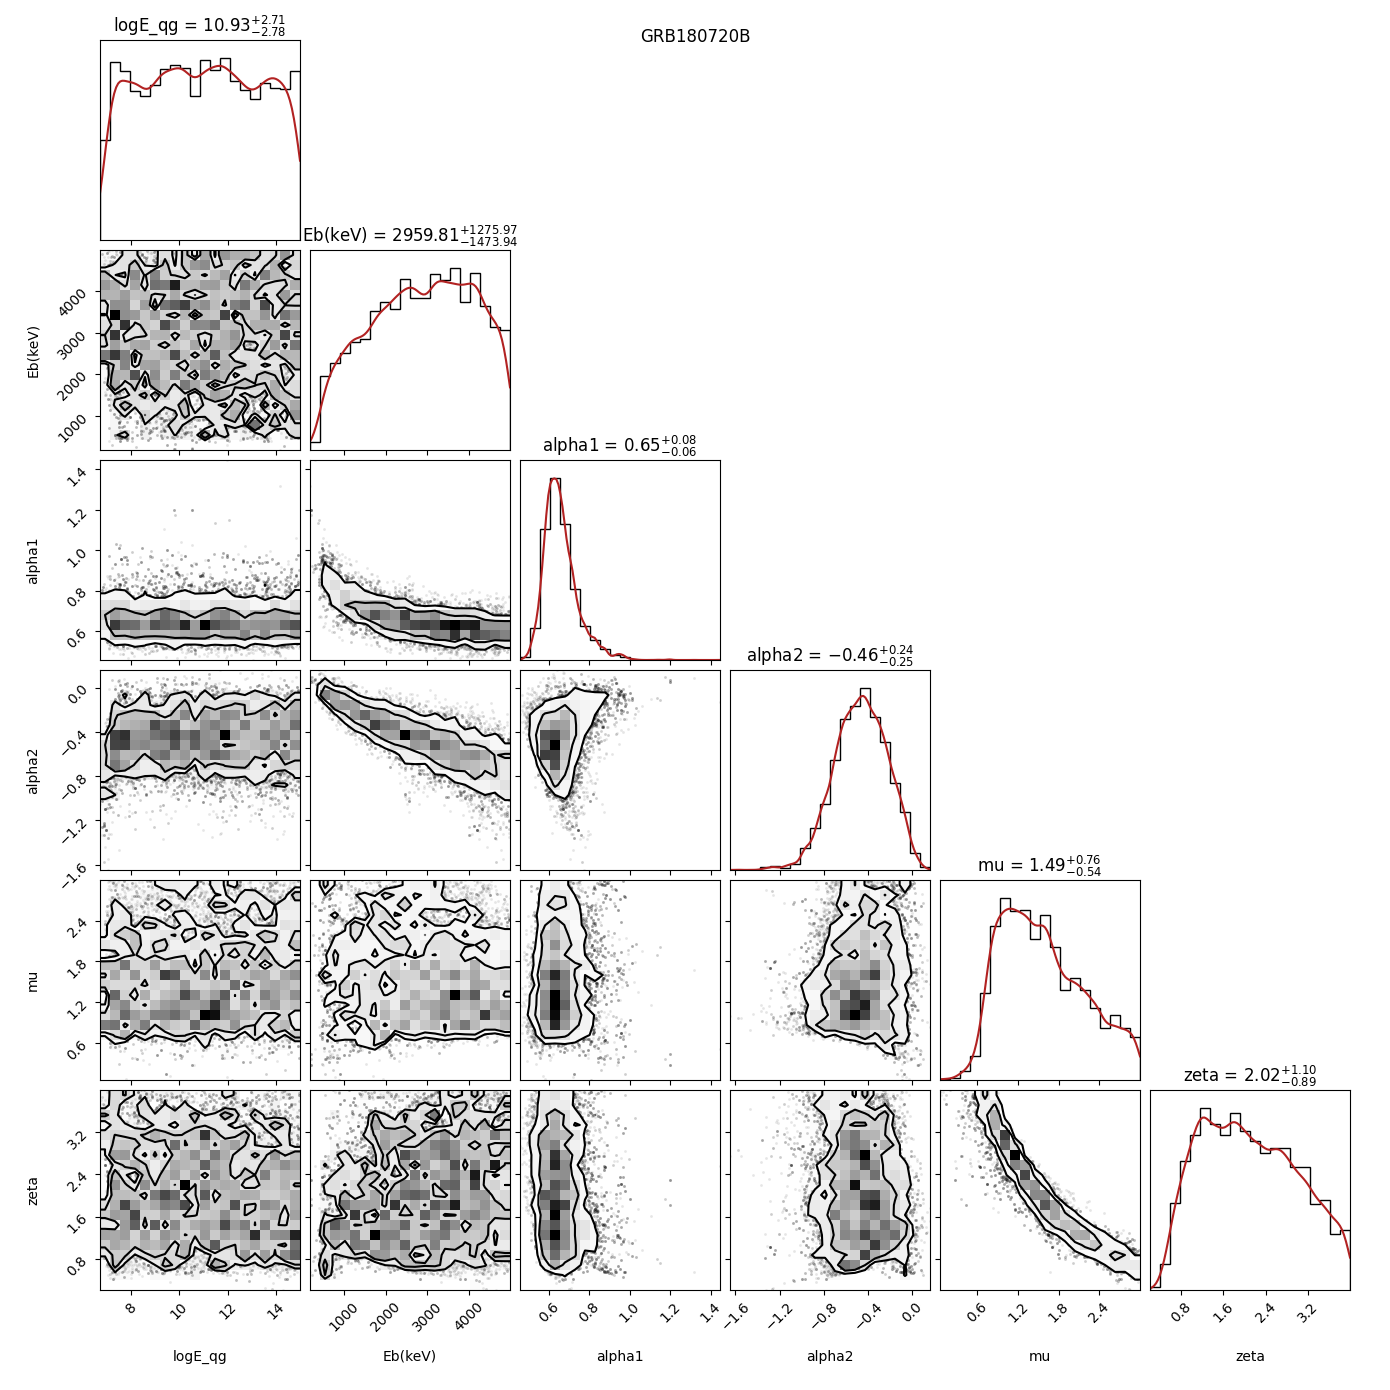 logE_qg = 10.93+2.71−2.78
GRB180720B
Eb(keV) = 2959.81+1275.97−1473.94
4000
3000
2000
1000
Eb(keV)
alpha1 = 0.65+0.08−0.06
1.4
1.2
1.0
0.8
0.6
alpha1
alpha2 = −0.46+0.24−0.25
0.0
−0.4
−0.8
−1.2
−1.6
alpha2
mu = 1.49+0.76−0.54
2.4
1.8
1.2
0.6
mu
zeta = 2.02+1.10−0.89
3.2
2.4
1.6
0.8
zeta
8 10 12 14
1000 2000 3000 4000
0.6 0.8 1.0 1.2 1.4
−1.6 −1.2 −0.8 −0.4 0.0
0.6 1.2 1.8 2.4
0.8 1.6 2.4 3.2
logE_qg Eb(keV) alpha1 alpha2 mu zeta